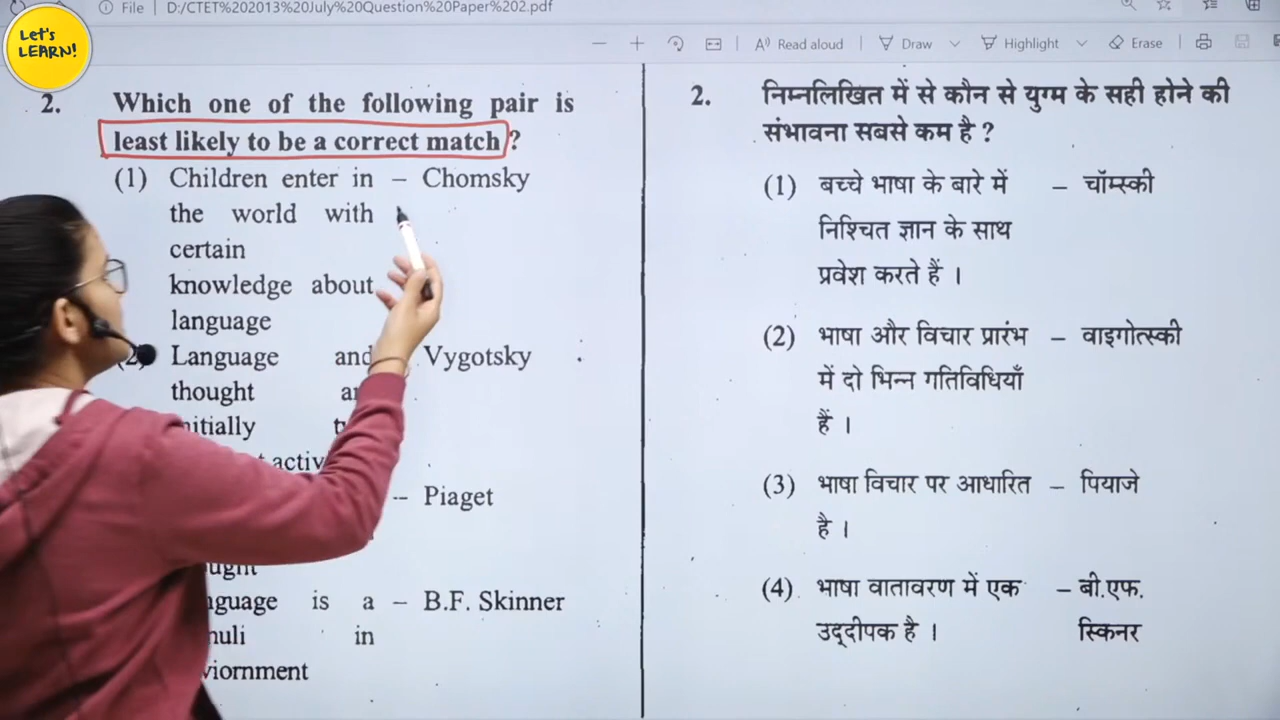 File | D:/CTET%202013%20July%20Question%20Paper%202.pdf
Let's
LEARN!
Read aloud
Draw
Highlight
Erase
2. Which one of the following pair is
least likely to be a correct match ?
(1) Children enter in – Chomsky
the world with
certain
knowledge about
language
Language and Vygotsky
thought
-- Piaget
is a – B.F. Skinner
in
2. निम्नलिखित में से कौन से युग्म के सही होने की
संभावना सबसे कम है ?
(1) बच्चे भाषा के बारे में – चॉम्स्की
निश्चित ज्ञान के साथ
प्रवेश करते हैं ।
(2) भाषा और विचार प्रारंभ – वाइगोत्स्की
में दो भिन्न गतिविधियाँ
हैं ।
(3) भाषा विचार पर आधारित – पियाजे
है ।
(4) भाषा वातावरण में एक – बी.एफ.
उद्दीपक है । स्किनर